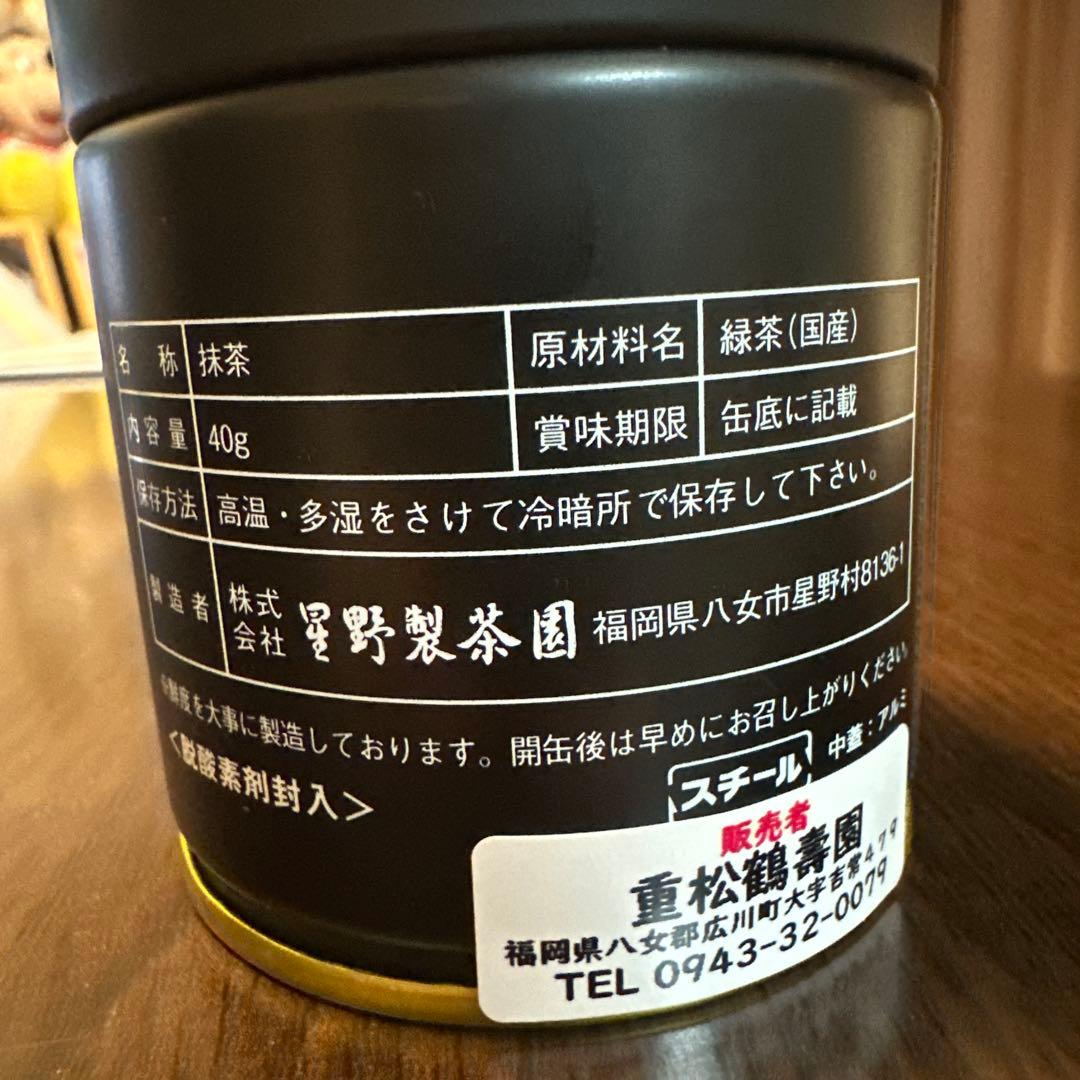 名称 抹茶 原材料名 緑茶(国産)
内容量 40g 賞味期限 缶底に記載
保存方法 高温・多湿をさけて冷暗所で保存して下さい。
製造者 株式会社 星野製茶園 福岡県八女市星野村8136-1
※鮮度を大事に製造しております。開缶後は早めにお召し上がりください。
<脱酸素剤封入>
スチール 中蓋:アルミ
販売者
重松鶴壽園
福岡県八女郡広川町大字吉常479
TEL 0943-32-0079